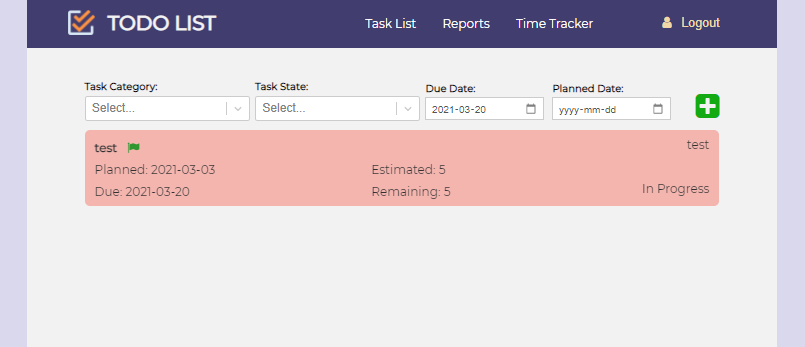 TODO LIST
Task List Reports Time Tracker Logout
Task Category: Task State: Due Date: Planned Date:
Select... Select... 2021-03-20 yyyy-mm-dd
test test
Planned: 2021-03-03 Estimated: 5
Due: 2021-03-20 Remaining: 5 In Progress